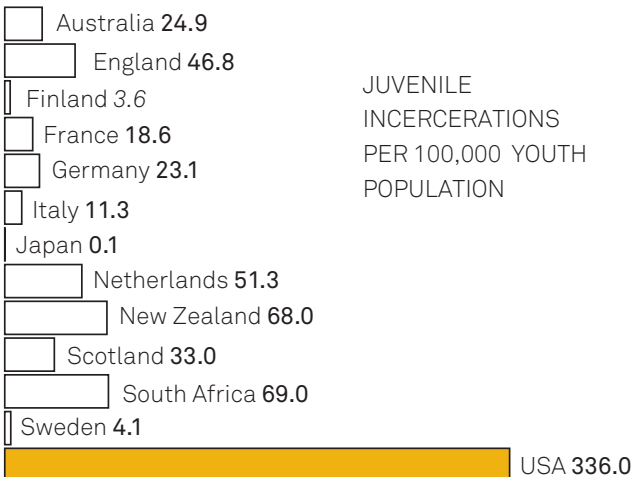 Australia 24.9
England 46.8
Finland 3.6
France 18.6
Germany 23.1
Italy 11.3
Japan 0.1
Netherlands 51.3
New Zealand 68.0
Scotland 33.0
South Africa 69.0
Sweden 4.1
USA 336.0
JUVENILE
INCERCERATIONS
PER 100,000 YOUTH
POPULATION